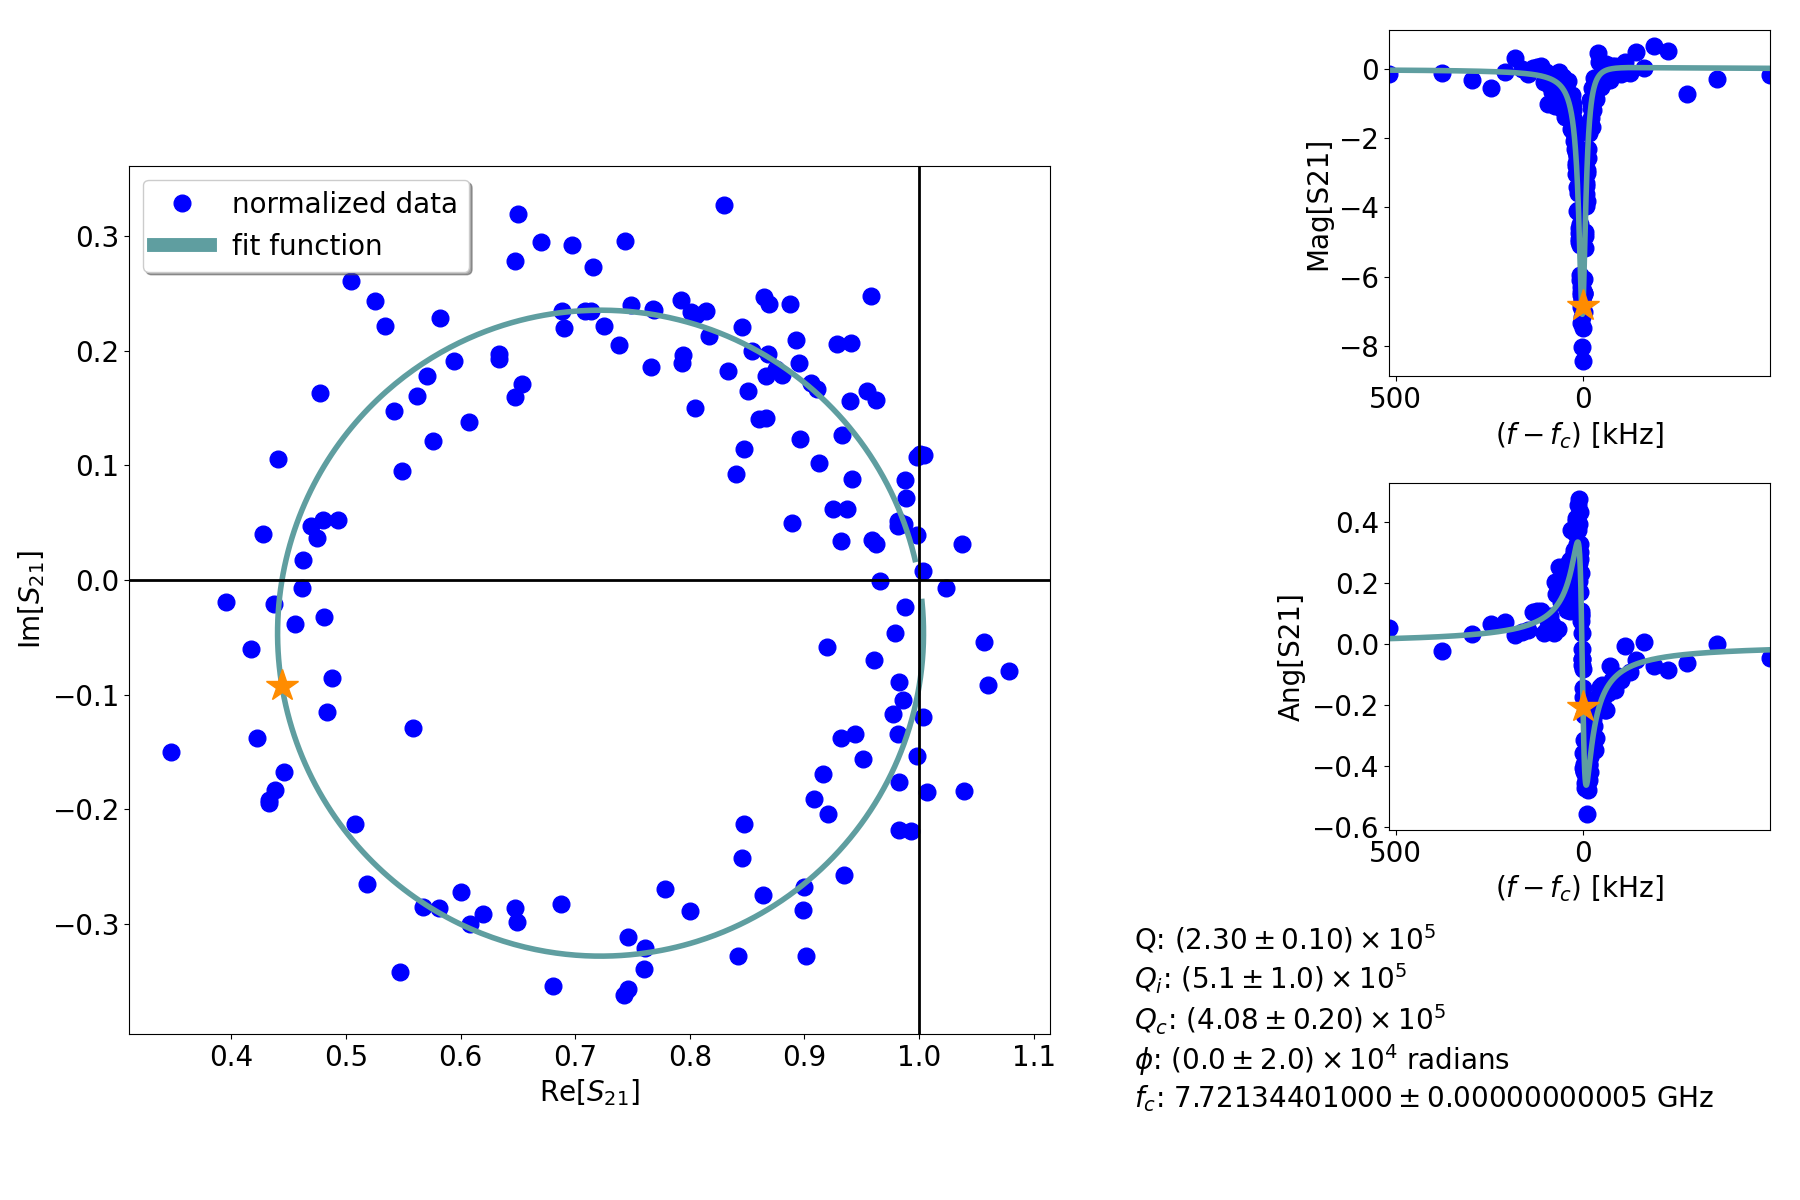 normalized data
fit function
0.3
0.2
0.1
0.0
−0.1
−0.2
−0.3
Im[S21]
0.4 0.5 0.6 0.7 0.8 0.9 1.0 1.1
Re[S21]
0
−2
−4
−6
−8
Mag[S21]
500 0
(f − fc) [kHz]
0.4
0.2
0.0
−0.2
−0.4
−0.6
Ang[S21]
500 0
(f − fc) [kHz]
Q: (2.30 ± 0.10) × 10^5
Qi: (5.1 ± 1.0) × 10^5
Qc: (4.08 ± 0.20) × 10^5
ϕ: (0.0 ± 2.0) × 10^4 radians
fc: 7.72134401000 ± 0.00000000005 GHz